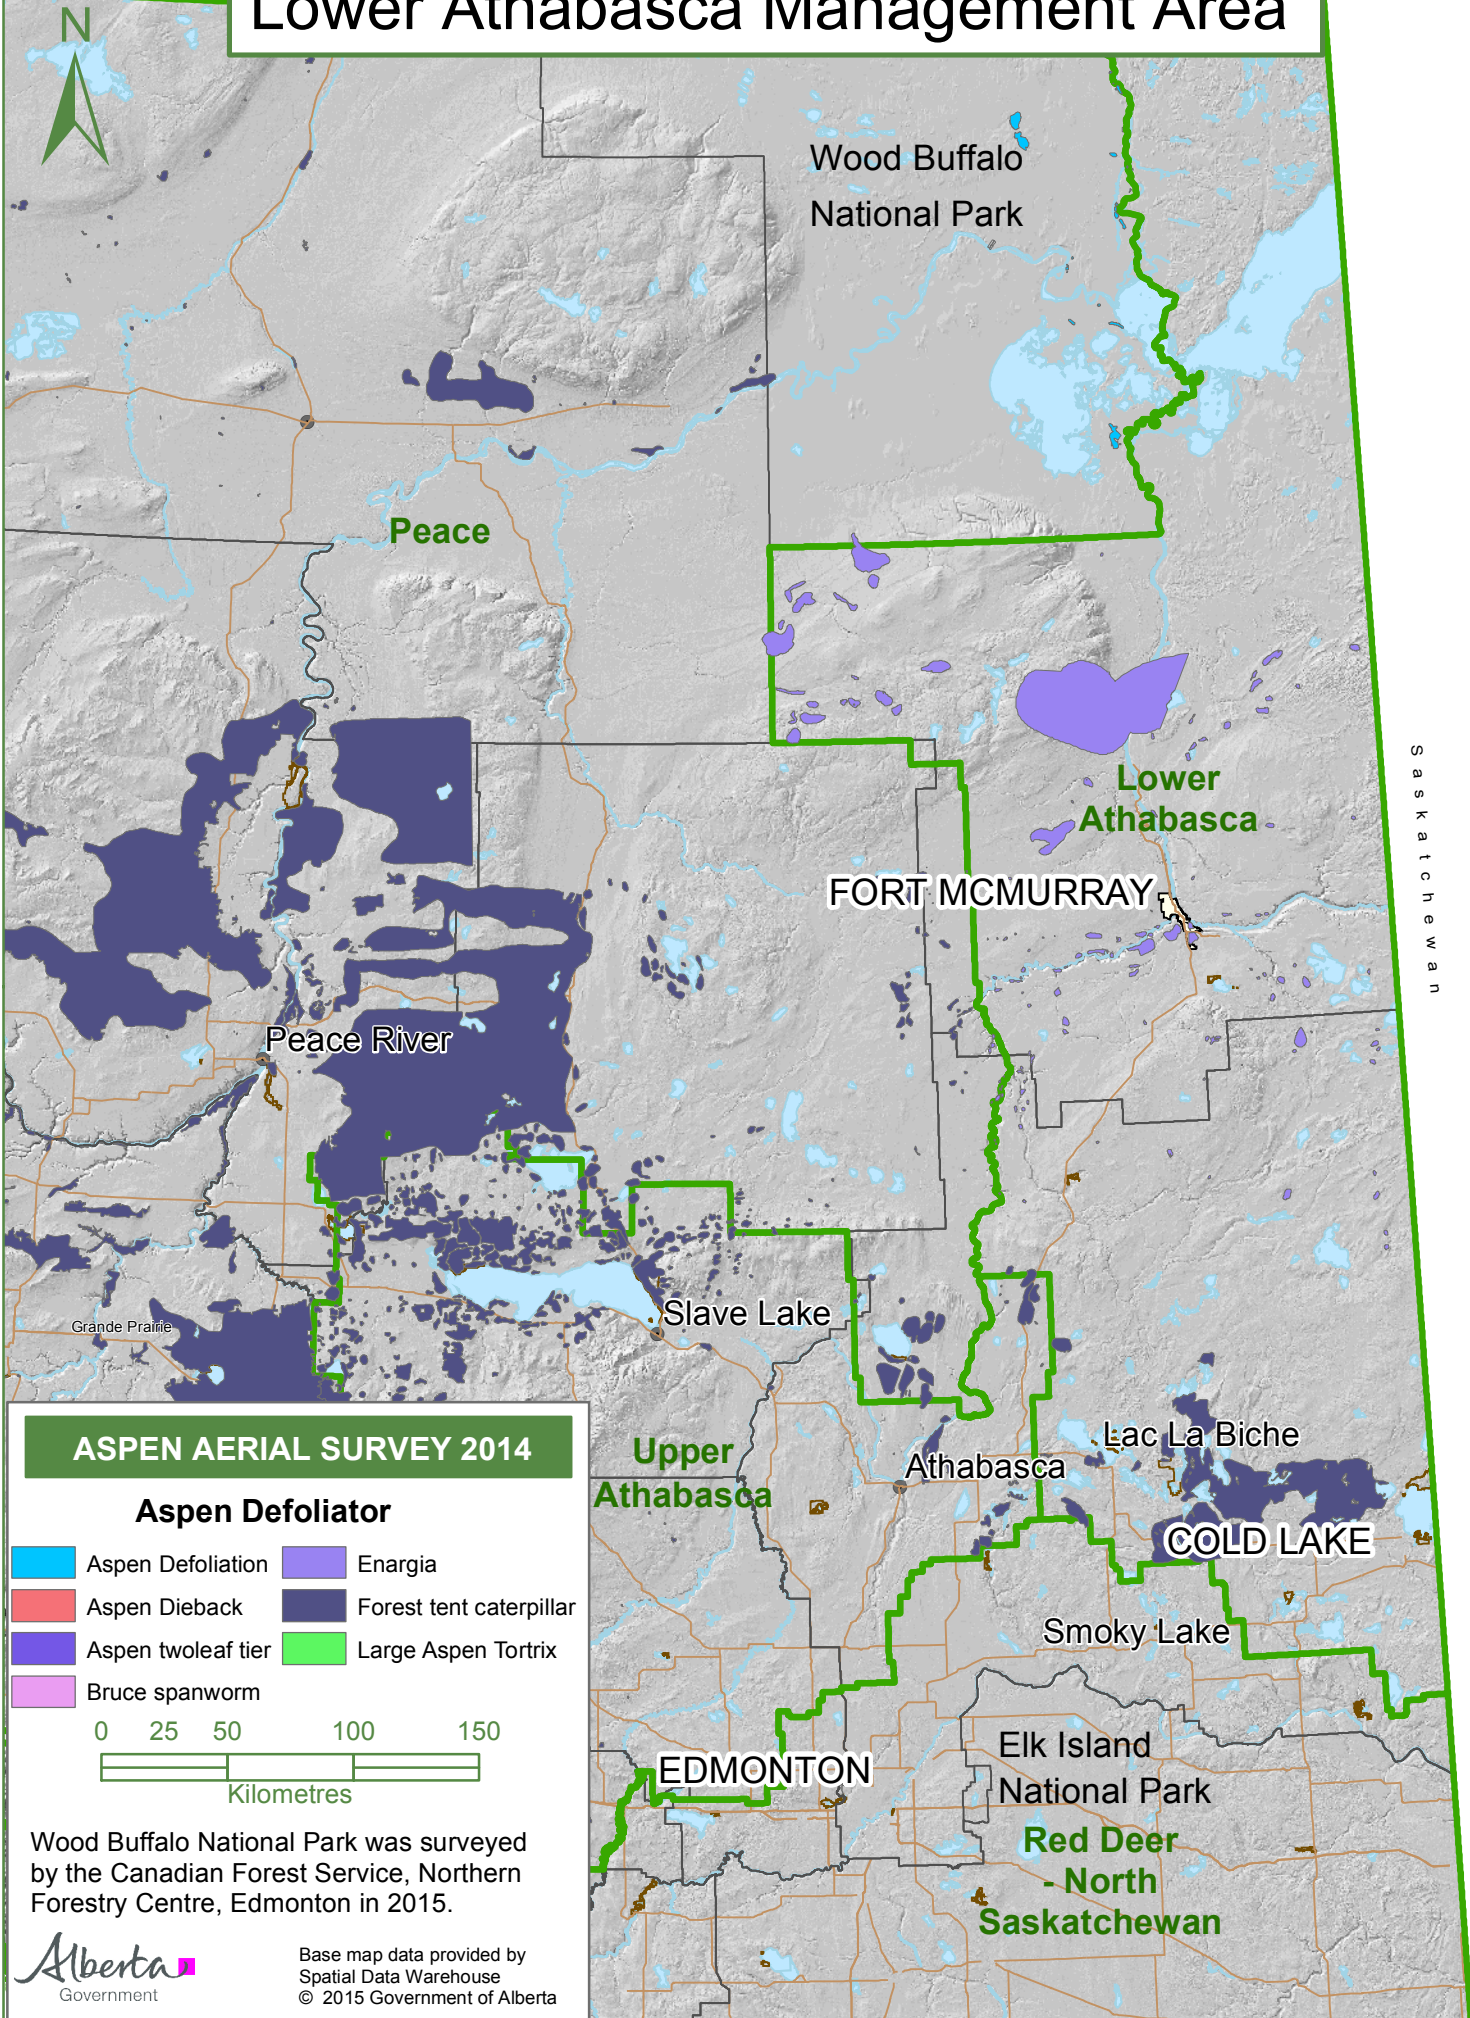 Lower Athabasca Management Area
N
Wood Buffalo
National Park
Peace
Lower
Athabasca
Saskatchewan
FORT MCMURRAY
Peace River
Slave Lake
Grande Prairie
Upper
Athabasca
Athabasca
Lac La Biche
COLD LAKE
Smoky Lake
EDMONTON
Elk Island
National Park
Red Deer
- North
Saskatchewan
ASPEN AERIAL SURVEY 2014
Aspen Defoliator
Aspen Defoliation
Enargia
Aspen Dieback
Forest tent caterpillar
Aspen twoleaf tier
Large Aspen Tortrix
Bruce spanworm
0 25 50 100 150
Kilometres
Wood Buffalo National Park was surveyed
by the Canadian Forest Service, Northern
Forestry Centre, Edmonton in 2015.
Alberta
Government
Base map data provided by
Spatial Data Warehouse
© 2015 Government of Alberta